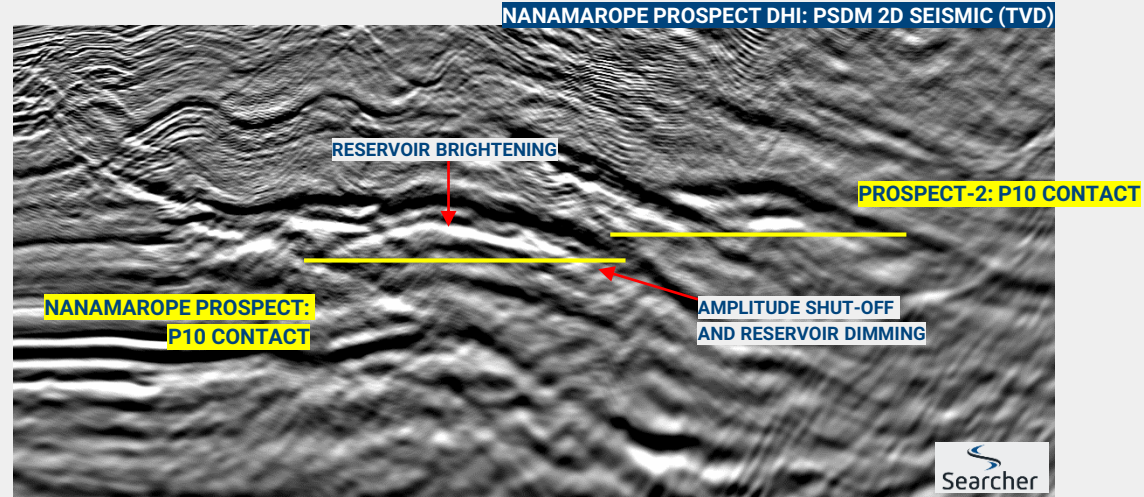 NANAMAROPE PROSPECT DHI: PSDM 2D SEISMIC (TVD)
RESERVOIR BRIGHTENING
PROSPECT-2: P10 CONTACT
NANAMAROPE PROSPECT:
P10 CONTACT
AMPLITUDE SHUT-OFF
AND RESERVOIR DIMMING
Searcher